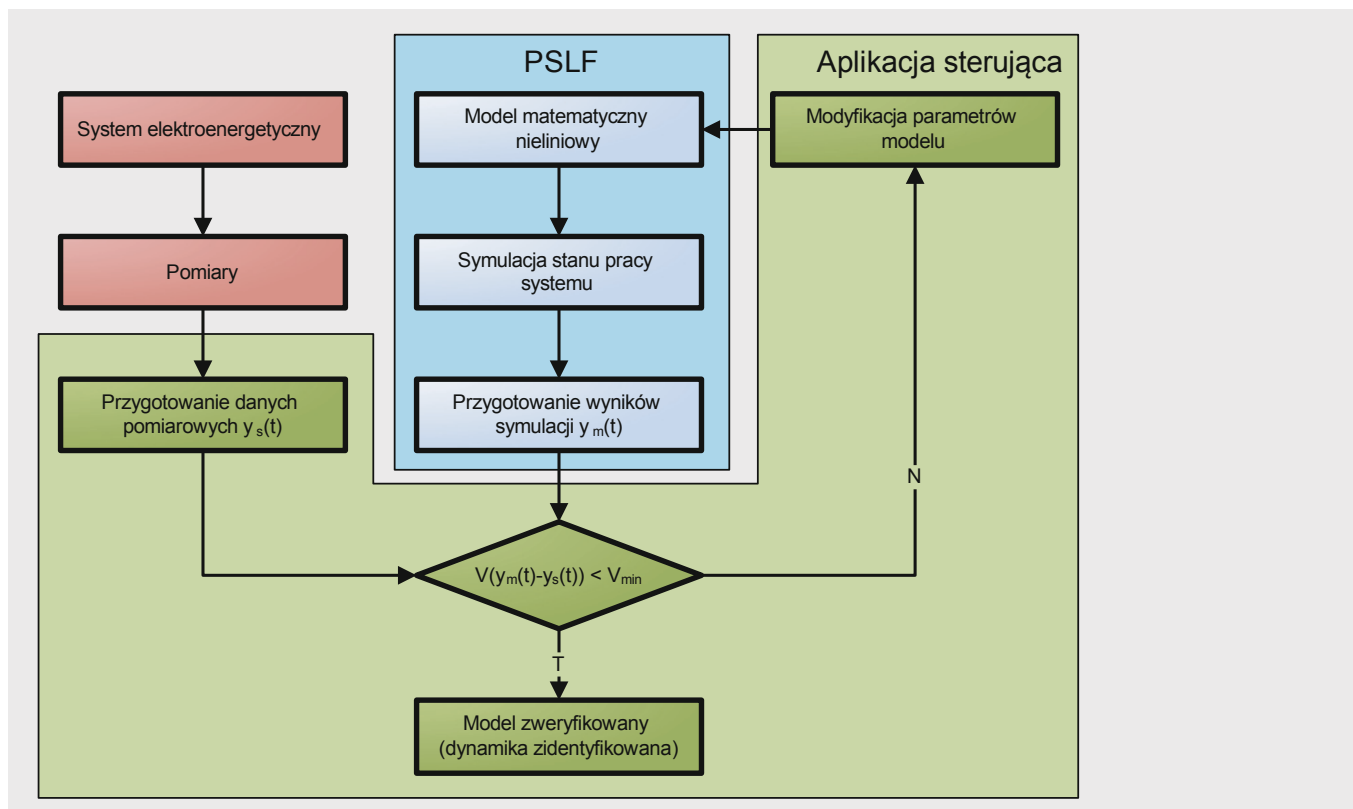 PSLF
Aplikacja sterująca
System elektroenergetyczny
Model matematyczny
nieliniowy
Modyfikacja parametrów
modelu
Pomiary
Symulacja stanu pracy
systemu
Przygotowanie danych
pomiarowych y s(t)
Przygotowanie wyników
symulacji y m(t)
N
V(ym(t)-ys(t)) < Vmin
T
Model zweryfikowany
(dynamika zidentyfikowana)